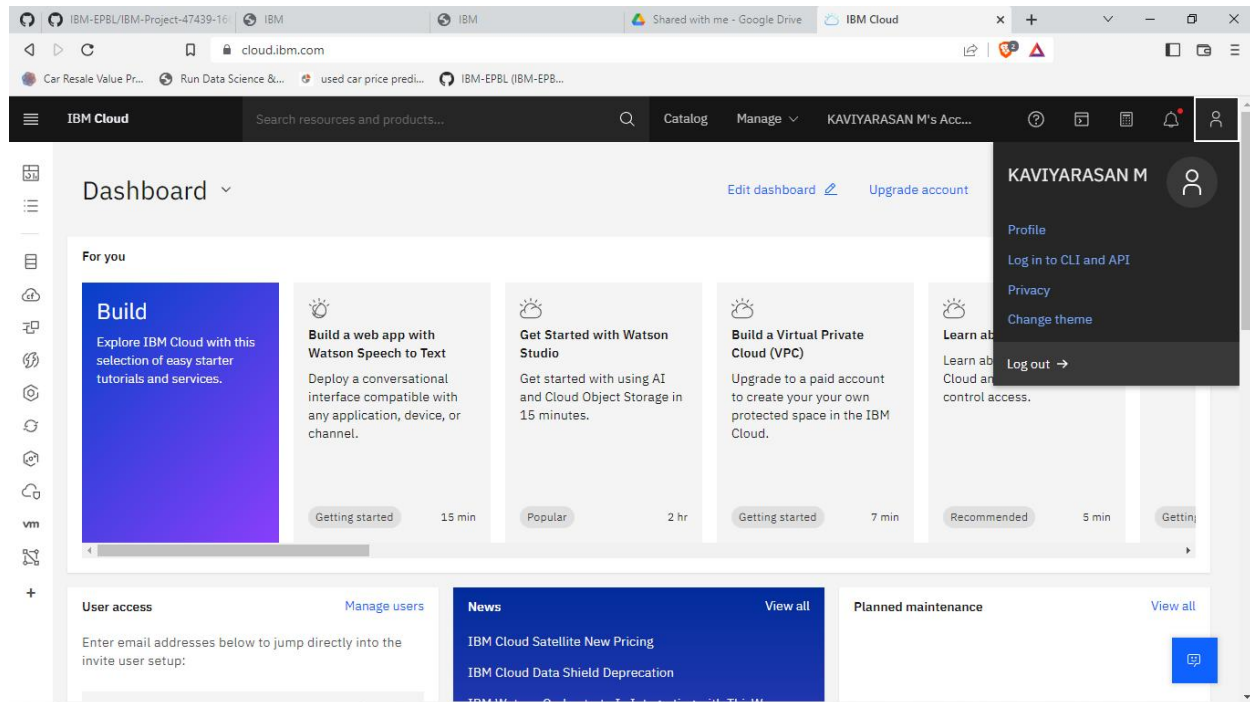 IBM-EPBL/IBM-Project-47439-16
IBM
IBM
Shared with me - Google Drive
IBM Cloud
cloud.ibm.com
2
Car Resale Value Pr...
Run Data Science &...
used car price predi...
IBM-EPBL (IBM-EPB...
IBM Cloud
Search resources and products...
Catalog
Manage
KAVIYARASAN M's Acc...
Dashboard
Edit dashboard
Upgrade account
KAVIYARASAN M
Profile
Log in to CLI and API
Privacy
Change theme
Log out →
For you
Build
Explore IBM Cloud with this
selection of easy starter
tutorials and services.
Build a web app with
Watson Speech to Text
Deploy a conversational
interface compatible with
any application, device, or
channel.
Getting started
15 min
Get Started with Watson
Studio
Get started with using AI
and Cloud Object Storage in
15 minutes.
Popular
2 hr
Build a Virtual Private
Cloud (VPC)
Upgrade to a paid account
to create your your own
protected space in the IBM
Cloud.
Getting started
7 min
Learn ab
Learn ab
Cloud an
control access.
Recommended
5 min
Getting
cf
vm
User access
Manage users
Enter email addresses below to jump directly into the
invite user setup:
News
View all
IBM Cloud Satellite New Pricing
IBM Cloud Data Shield Deprecation
Planned maintenance
View all